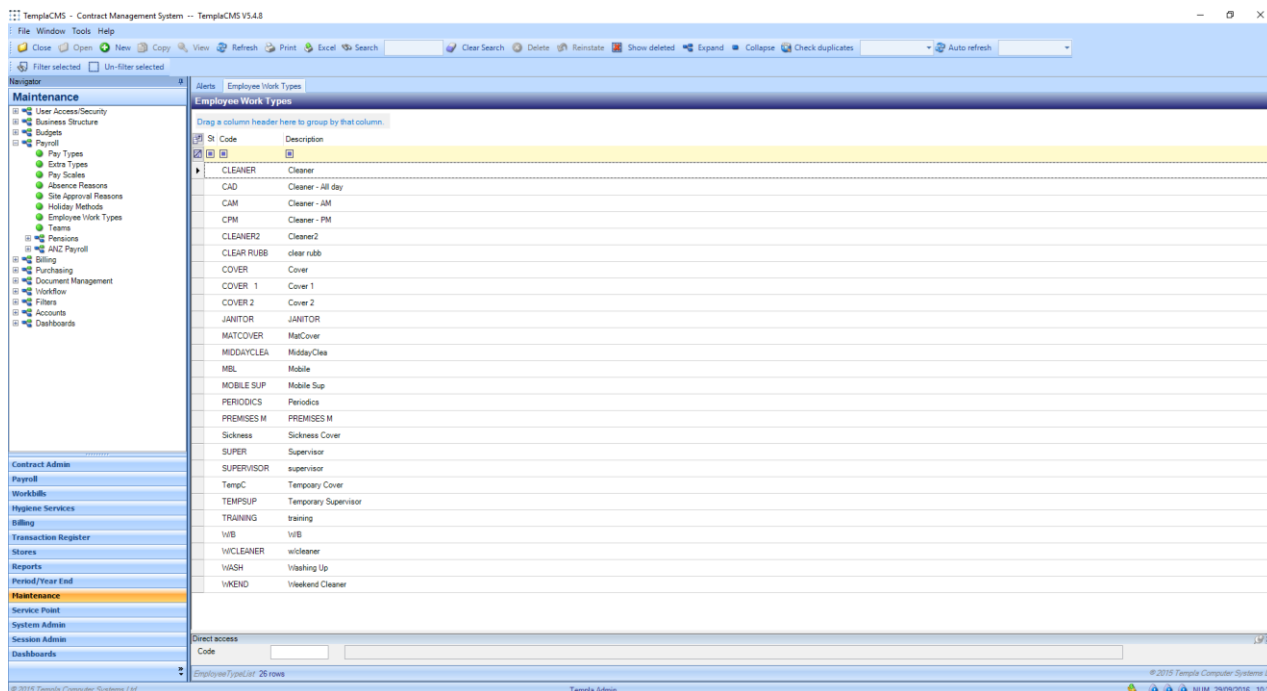 TemplaCMS - Contract Management System -- TemplaCMS V5.4.8
File Window Tools Help
Close Open New Copy View Refresh Print Excel Search Clear Search Delete Reinstate Show deleted Expand Collapse Check duplicates Auto refresh
Filter selected Un-filter selected
Navigator
Maintenance
User Access/Security
Business Structure
Budgets
Payroll
Pay Types
Extra Types
Pay Scales
Absence Reasons
Site Approval Reasons
Holiday Methods
Employee Work Types
Teams
Pensions
ANZ Payroll
Billing
Purchasing
Document Management
Workflow
Filters
Accounts
Dashboards
Contract Admin
Payroll
Workbills
Hygiene Services
Billing
Transaction Register
Stores
Reports
Period/Year End
Maintenance
Service Point
System Admin
Session Admin
Dashboards
Alerts Employee Work Types
Employee Work Types
Drag a column header here to group by that column.
St Code Description
CLEANER Cleaner
CAD Cleaner - All day
CAM Cleaner - AM
CPM Cleaner - PM
CLEANER2 Cleaner2
CLEAR RUBB clear rubb
COVER Cover
COVER 1 Cover 1
COVER 2 Cover 2
JANITOR JANITOR
MATCOVER MatCover
MIDDAYCLEA MiddayClea
MBL Mobile
MOBILE SUP Mobile Sup
PERIODICS Periodics
PREMISES M PREMISES M
Sickness Sickness Cover
SUPER Supervisor
SUPERVISOR supervisor
TempC Tempoary Cover
TEMPSUP Temporary Supervisor
TRAINING training
W/B W/B
W/CLEANER w/cleaner
WASH Washing Up
WKEND Weekend Cleaner
Direct access
Code
EmployeeTypeList 26 rows © 2015 Templa Computer Systems
© 2015 Templa Computer Systems Ltd Templa Admin NUM 29/09/2016